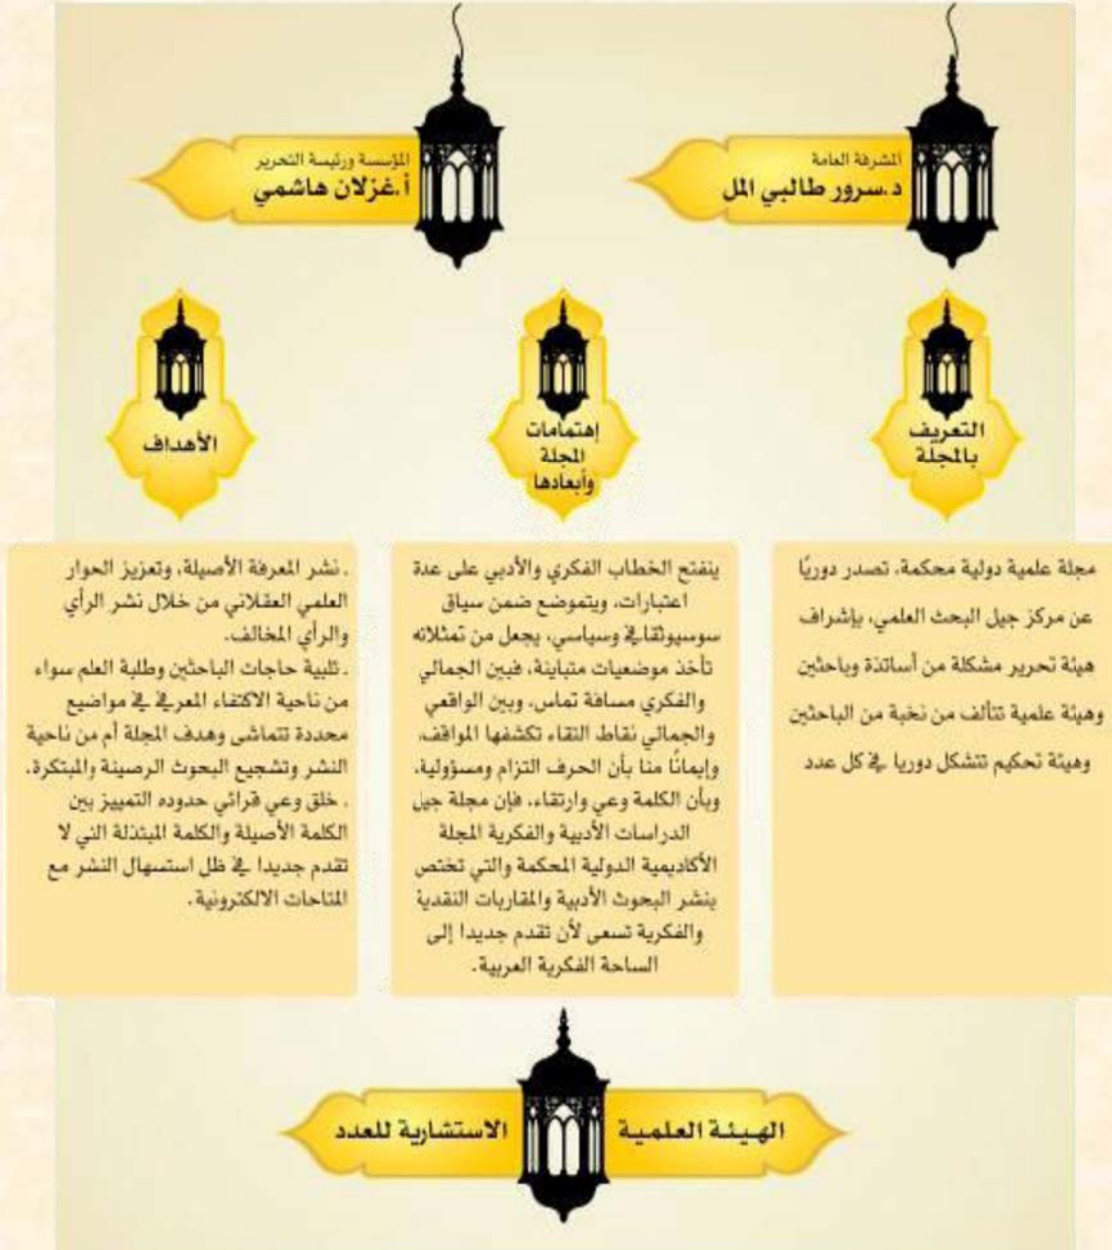 المشرفة العامة
د.سرور طالبي المل
المؤسسة ورئيسة التحرير
أ.غزلان هاشمي
التعريف
بالمجلة
مجلة علمية دولية محكمة، تصدر دوريًا
عن مركز جيل البحث العلمي، بإشراف
هيئة تحرير مشكلة من أساتذة وباحثين
وهيئة علمية تتألف من نخبة من الباحثين
وهيئة تحكيم تتشكل دوريا في كل عدد
إهتمامات
المجلة
وأبعادها
ينفتح الخطاب الفكري والأدبي على عدة
اعتبارات، ويتموضع ضمن سياق
سوسيوثقافي وسياسي، يجعل من تمثلاته
تأخذ موضعيات متباينة، فبين الجمالي
والفكري مسافة تماس، وبين الواقعي
والجمالي نقاط التقاء تكشفها المواقف.
وإيمانًا منا بأن الحرف التزام ومسؤولية،
وبأن الكلمة وعي وارتقاء، فإن مجلة جيل
الدراسات الأدبية والفكرية المجلة
الأكاديمية الدولية المحكمة والتي تختص
بنشر البحوث الأدبية والمقاربات النقدية
والفكرية تسعى لأن تقدم جديدا إلى
الساحة الفكرية العربية.
الأهداف
. نشر المعرفة الأصيلة، وتعزيز الحوار
العلمي العقلاني من خلال نشر الرأي
والرأي المخالف.
. تلبية حاجات الباحثين وطلبة العلم سواء
من ناحية الاكتفاء المعرفي في مواضيع
محددة تتماشى وهدف المجلة أم من ناحية
النشر وتشجيع البحوث الرصينة والمبتكرة.
. خلق وعي قرائي حدوده التمييز بين
الكلمة الأصيلة والكلمة المبتذلة التي لا
تقدم جديدا في ظل استسهال النشر مع
المتاحات الالكترونية.
الهيئة العلمية الاستشارية للعدد